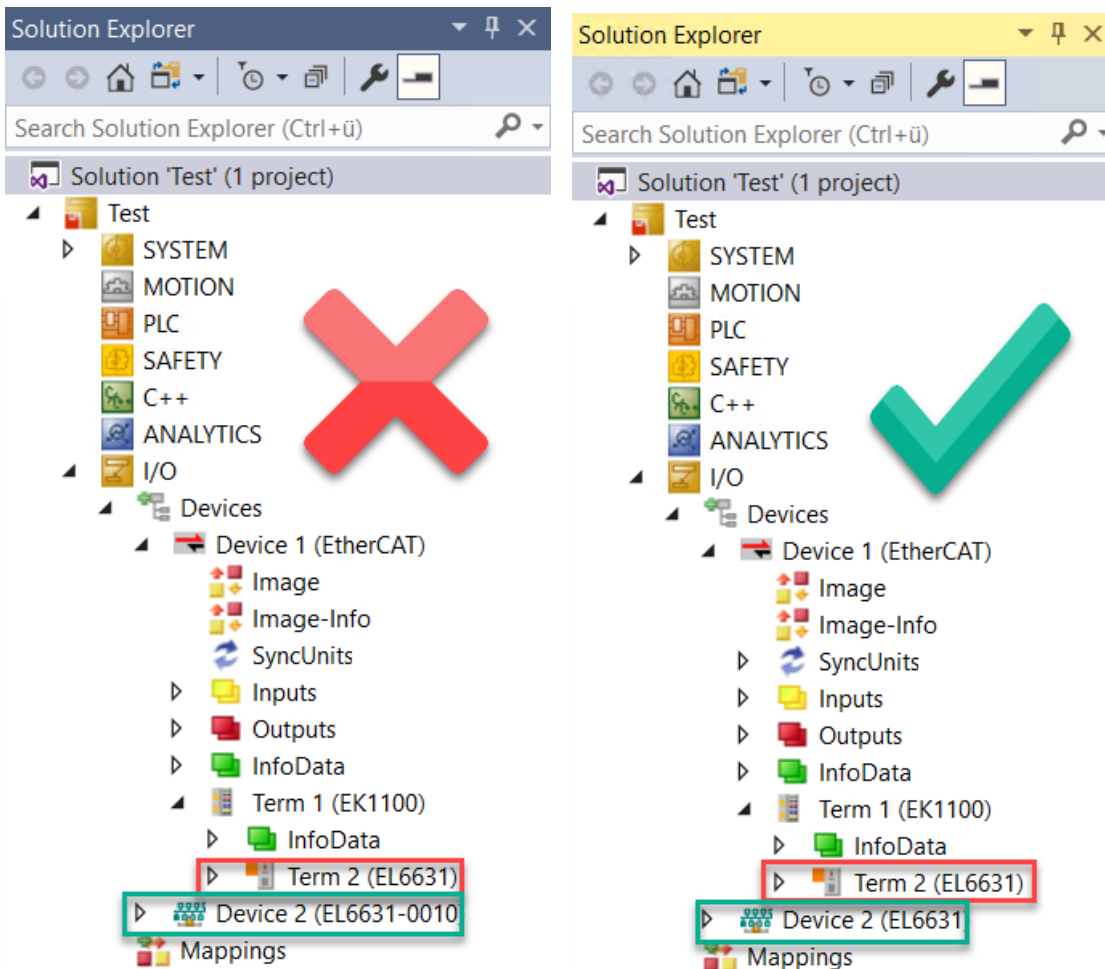 Solution Explorer
Search Solution Explorer (Ctrl+ü)
Solution 'Test' (1 project)
Test
SYSTEM
MOTION
PLC
SAFETY
C++
ANALYTICS
I/O
Devices
Device 1 (EtherCAT)
Image
Image-Info
SyncUnits
Inputs
Outputs
InfoData
Term 1 (EK1100)
InfoData
Term 2 (EL6631)
Device 2 (EL6631-0010
Mappings
Solution Explorer
Search Solution Explorer (Ctrl+ü)
Solution 'Test' (1 project)
Test
SYSTEM
MOTION
PLC
SAFETY
C++
ANALYTICS
I/O
Devices
Device 1 (EtherCAT)
Image
Image-Info
SyncUnits
Inputs
Outputs
InfoData
Term 1 (EK1100)
InfoData
Term 2 (EL6631)
Device 2 (EL6631
Mappings